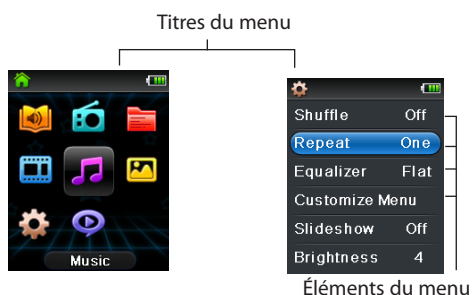 Titres du menu
Music
Shuffle Off
Repeat One
Equalizer Flat
Customize Menu
Slideshow Off
Brightness 4
Éléments du menu